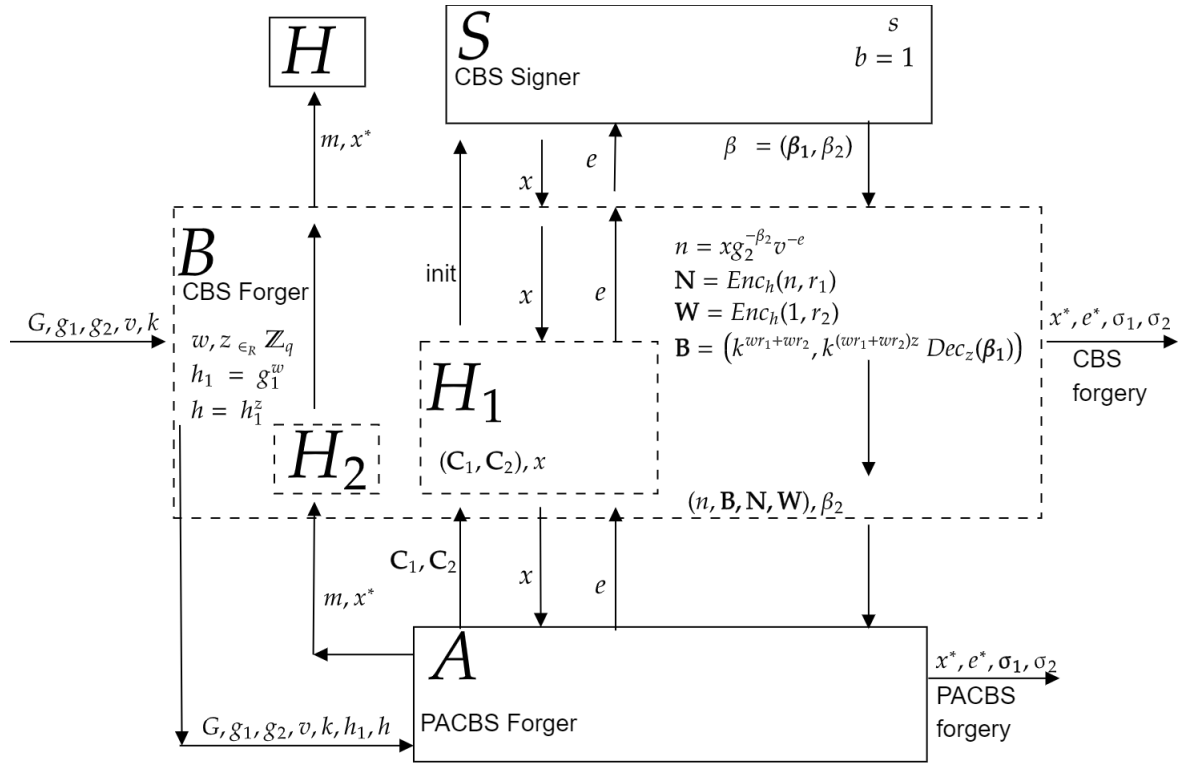 H
S
CBS Signer
s
b = 1
m, x*
x
e
β = (β₁, β₂)
B
CBS Forger
init
x
e
n = xg₂^{-β₂}v^{-e}
N = Enc_h(n, r₁)
W = Enc_h(1, r₂)
B = (k^{wr₁+wr₂}, k^{(wr₁+wr₂)z} Dec_z(β₁))
G, g₁, g₂, v, k
w, z ∈_R ℤ_q
h₁ = g₁^w
h = h₁^z
x*, e*, σ₁, σ₂
CBS
forgery
H₁
(C₁, C₂), x
H₂
(n, B, N, W), β₂
C₁, C₂
x
e
m, x*
A
PACBS Forger
x*, e*, σ₁, σ₂
PACBS
forgery
G, g₁, g₂, v, k, h₁, h